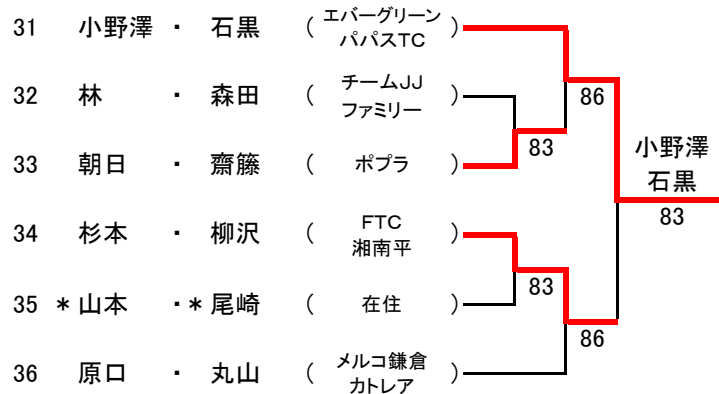 31 小野澤 ・ 石黒 ( エバーグリーン パパスTC )
32 林 ・ 森田 ( チームJJ ファミリー )
86
83
33 朝日 ・ 齋藤 ( ポプラ )
小野澤
石黒
83
34 杉本 ・ 柳沢 ( FTC 湘南平 )
83
35 *山本 ・* 尾崎 ( 在住 )
86
36 原口 ・ 丸山 ( メルコ鎌倉 カトレア )